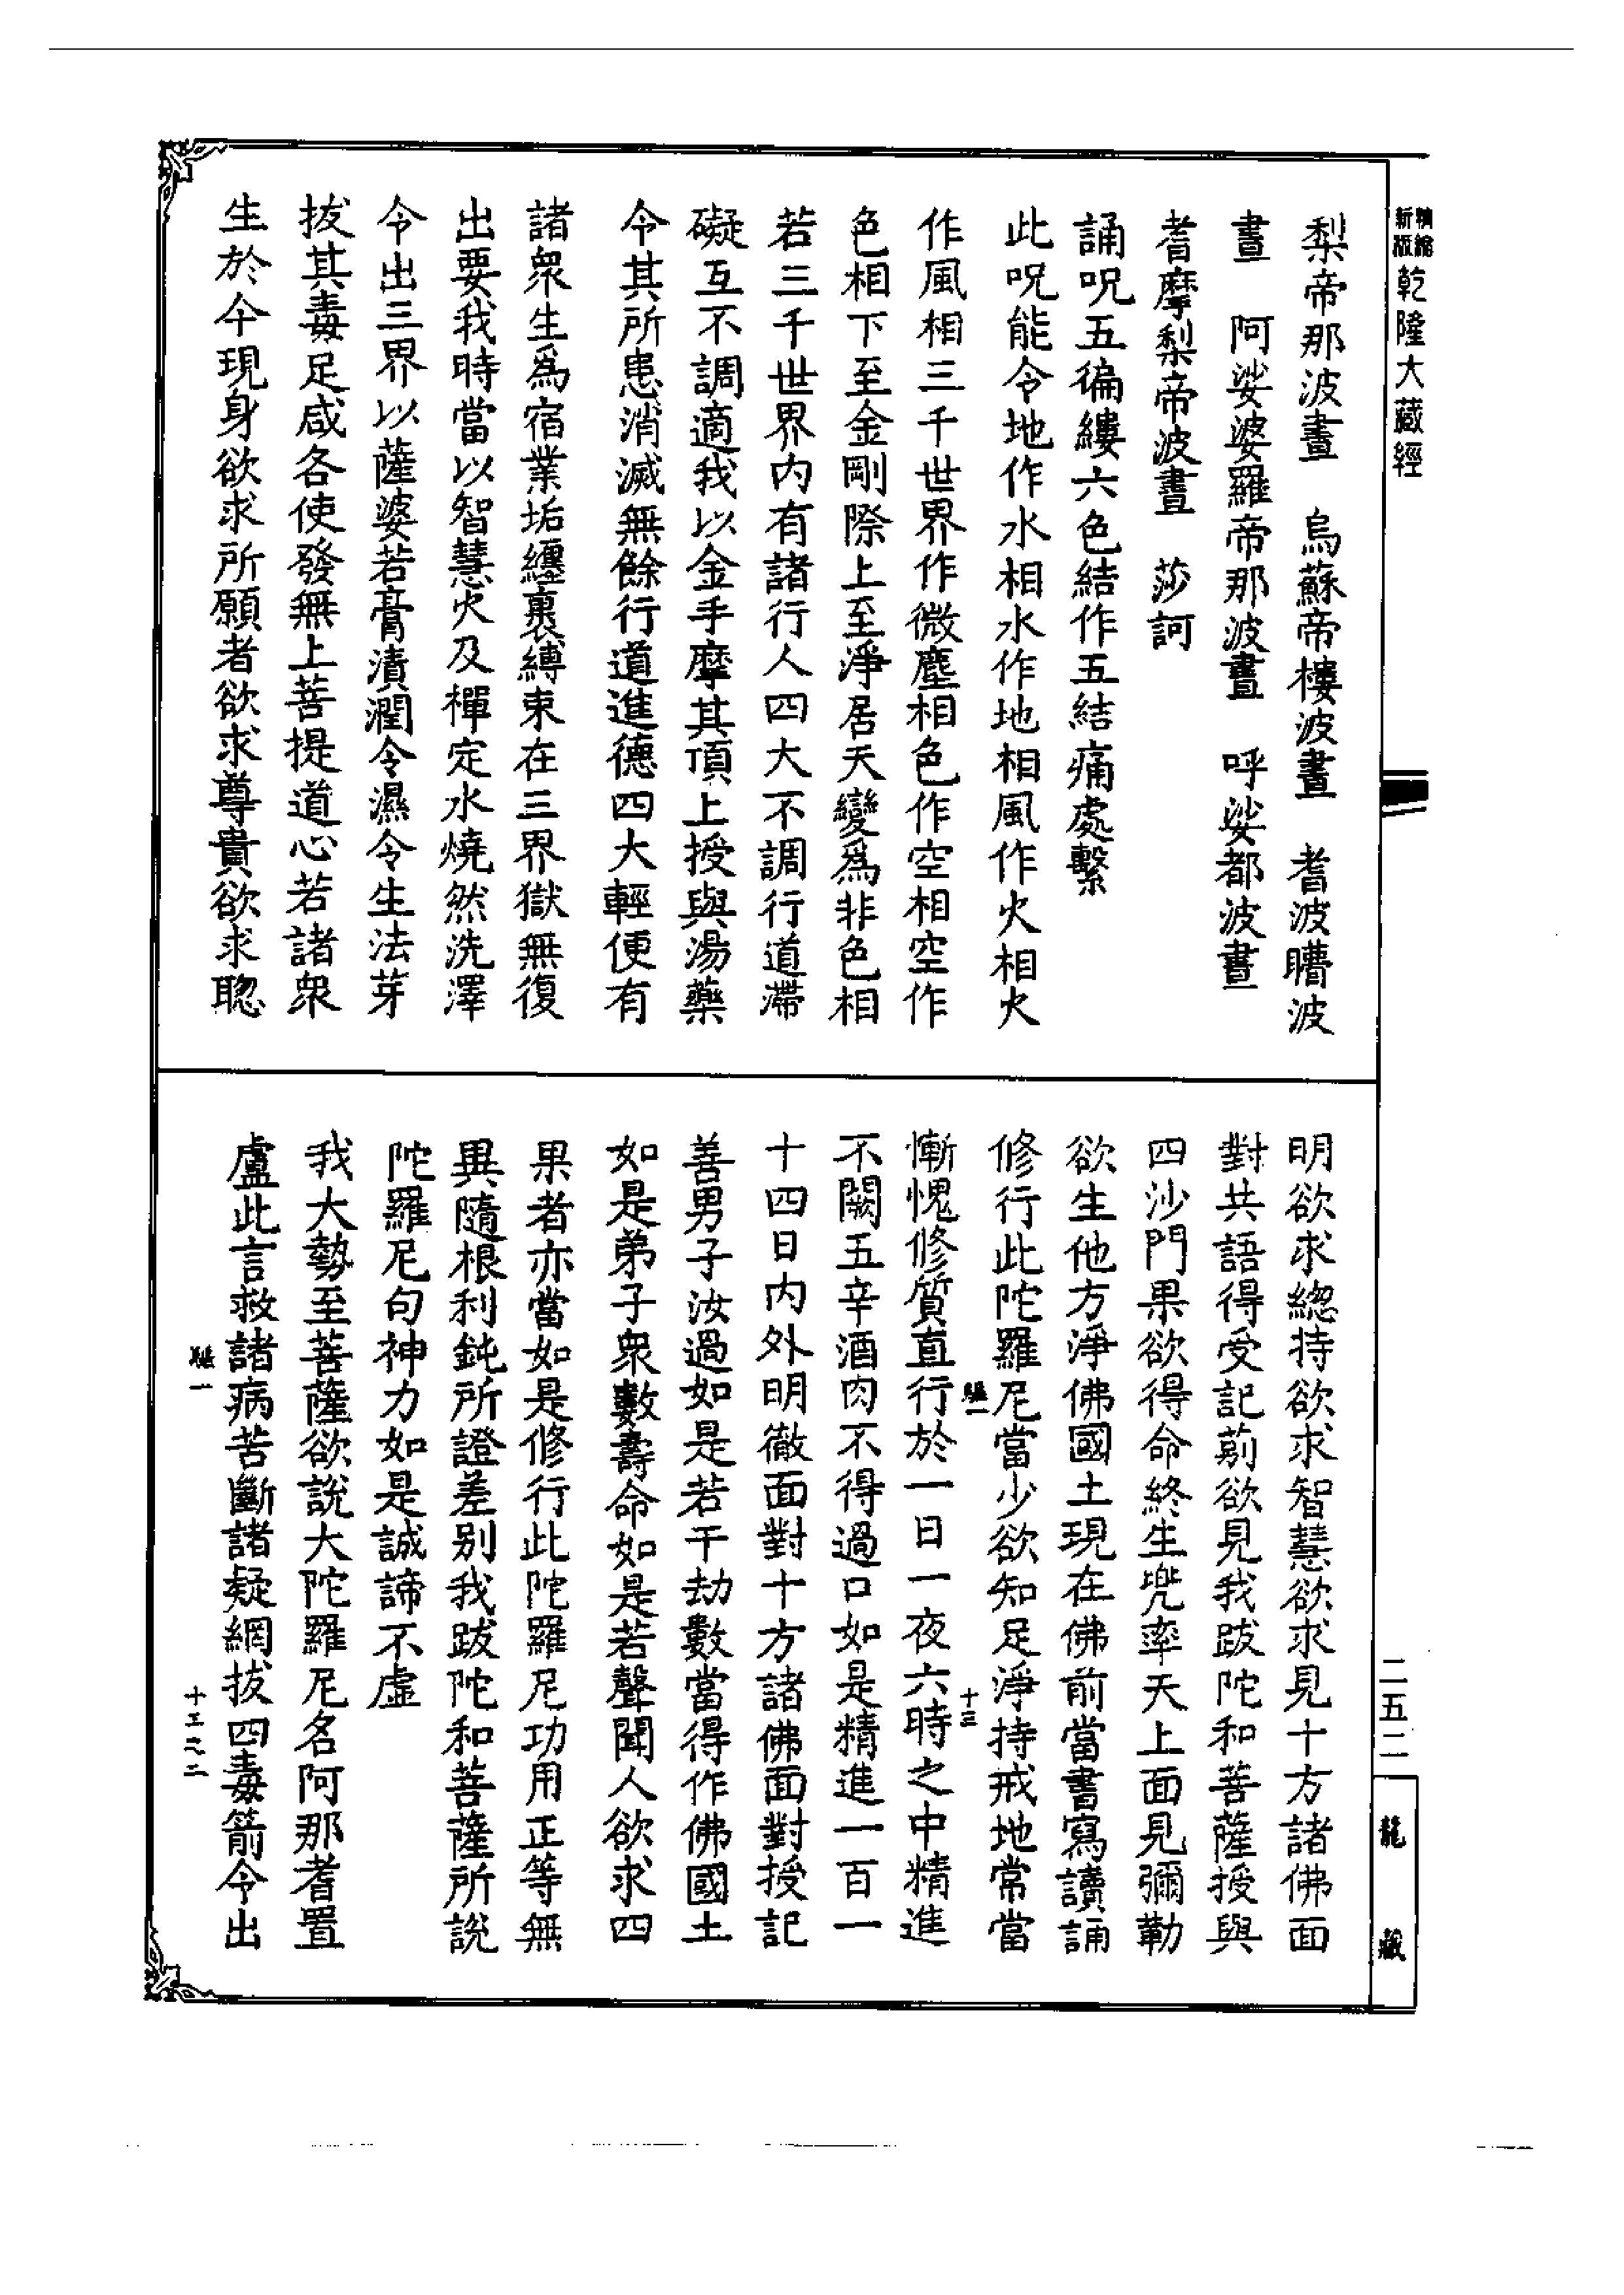 新版精縮乾隆大藏經
梨帝那波晝　烏蘇帝樓波晝　耆波䏆波
晝　阿娑婆羅帝那波晝　呼娑都波晝
耆摩梨帝波晝　莎訶
誦呪五徧縷六色結作五結痛處繫
此呪能令地作水相水作地相風作火相火
作風相三千世界作微塵相色作空相空作
色相下至金剛際上至淨居天變爲非色相
若三千世界内有諸行人四大不調行道滯
礙互不調適我以金手摩其頂上授與湯藥
令其所患消滅無餘行道進德四大輕便有
諸衆生爲宿業垢纒裹縛束在三界獄無復
出要我時當以智慧火及禪定水燒然洗澤
令出三界以薩婆若膏漬潤令濕令生法芽
拔其毒足咸各使發無上菩提道心若諸衆
生於今現身欲求所願者欲求尊貴欲求聰
明欲求總持欲求智慧欲求見十方諸佛面
對共語得受記莂欲見我跋陀和菩薩授與
四沙門果欲得命終生兜率天上面見彌勒
欲生他方淨佛國土現在佛前當書寫讀誦
修行此陀羅尼當少欲知足淨持戒地常當
慚愧修質直行於一日一夜六時之中精進
不闕五辛酒肉不得過口如是精進一百一
十四日内外明徹面對十方諸佛面對授記
善男子汝過如是若干劫數當得作佛國土
如是弟子衆數壽命如是若聲聞人欲求四
果者亦當如是修行此陀羅尼功用正等無
異隨根利鈍所證差别我跋陀和菩薩所説
陀羅尼句神力如是誠諦不虚
我大勢至菩薩欲説大陀羅尼名阿那耆置
盧此言救諸病苦斷諸疑網拔四毒箭令出
二五二
龍藏
十三